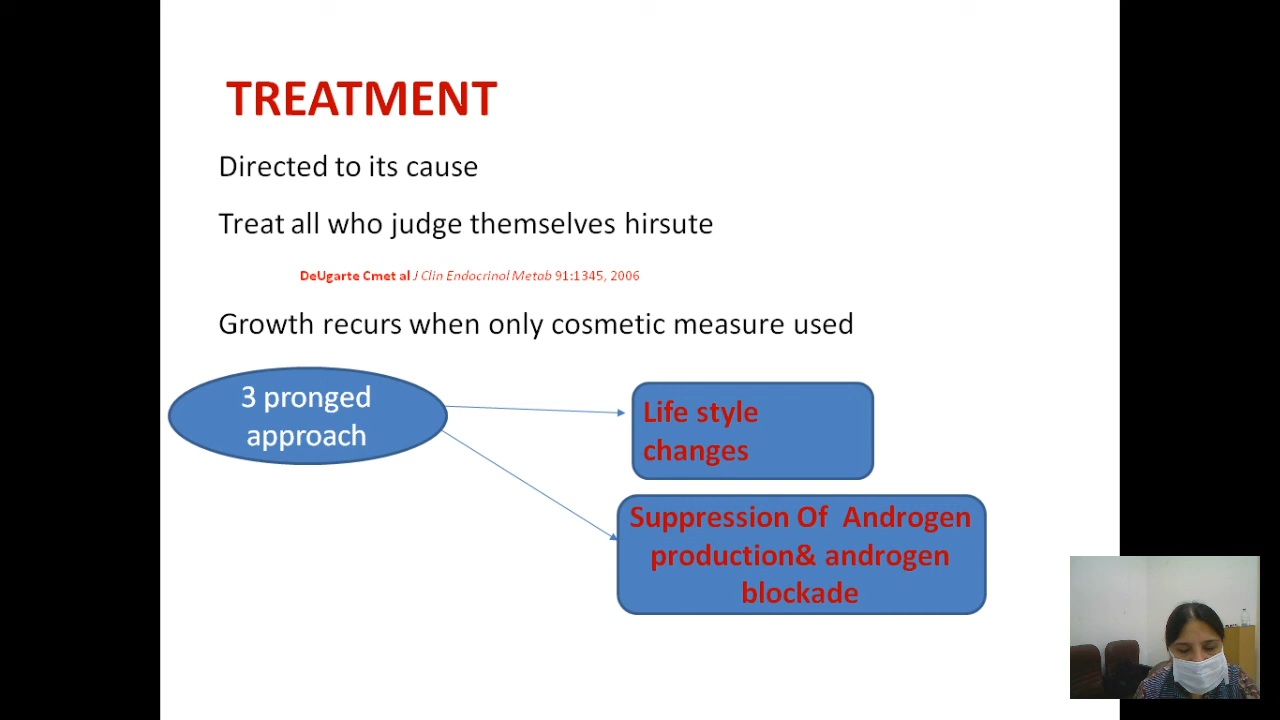 TREATMENT
Directed to its cause
Treat all who judge themselves hirsute
DeUgarte Cmet al J Clin Endocrinol Metab 91:1345, 2006
Growth recurs when only cosmetic measure used
3 pronged
approach
Life style
changes
Suppression Of Androgen
production& androgen
blockade